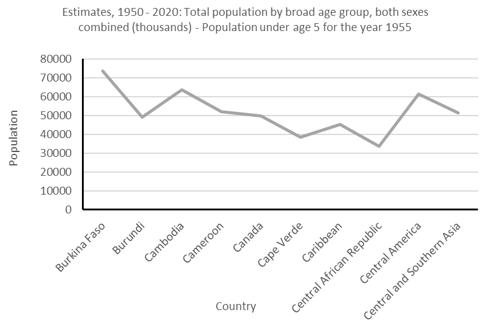 Estimates, 1950 - 2020: Total population by broad age group, both sexes
combined (thousands) - Population under age 5 for the year 1955
80000
70000
60000
50000
40000
30000
20000
10000
0
Population
Burkina Faso
Burundi
Cambodia
Cameroon
Canada
Cape Verde
Caribbean
Central African Republic
Central America
Central and Southern Asia
Country